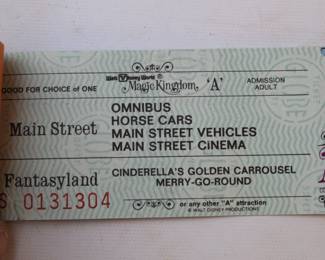 Walt Disney World®
GOOD FOR CHOICE of ONE Magic Kingdom, 'A' ADMISSION ADULT
Main Street
OMNIBUS
HORSE CARS
MAIN STREET VEHICLES
MAIN STREET CINEMA
Fantasyland
CINDERELLA'S GOLDEN CARROUSEL
MERRY-GO-ROUND
S 0131304
or any other "A" attraction
© WALT DISNEY PRODUCTIONS